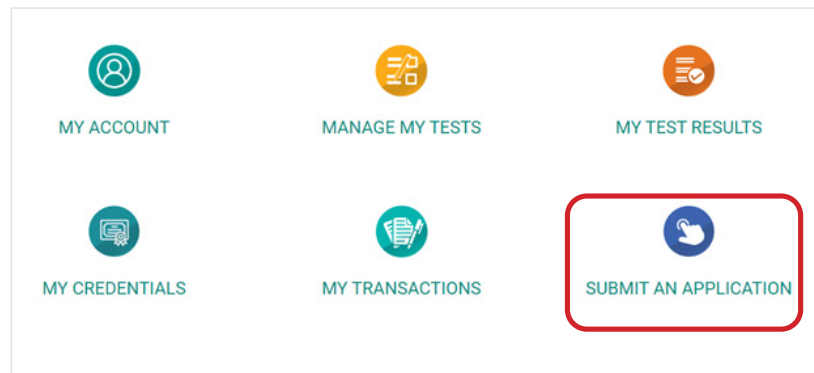 MY ACCOUNT
MANAGE MY TESTS
MY TEST RESULTS
MY CREDENTIALS
MY TRANSACTIONS
SUBMIT AN APPLICATION